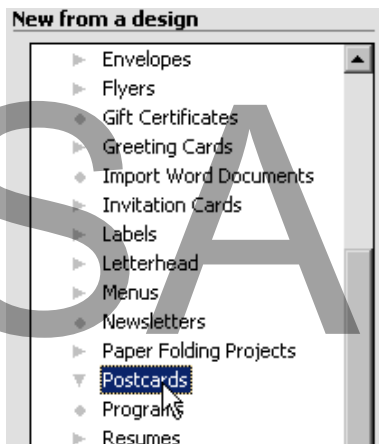 New from a design
Envelopes
Flyers
Gift Certificates
Greeting Cards
Import Word Documents
Invitation Cards
Labels
Letterhead
Menus
Newsletters
Paper Folding Projects
Postcards
Programs
Resumes
SA